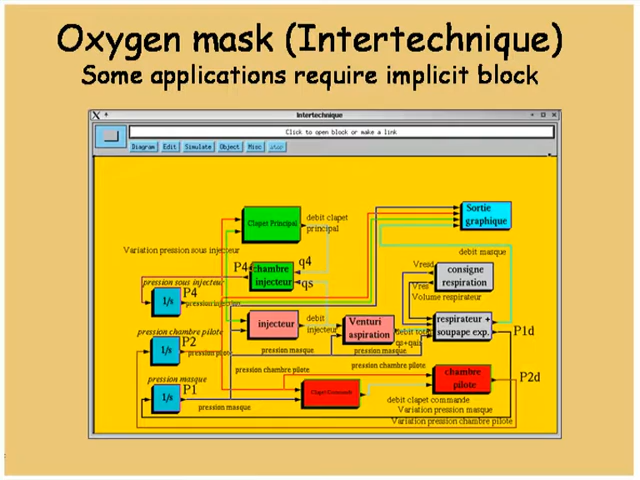 Oxygen mask (Intertechnique)
Some applications require implicit block
Intertechnique
Click to open block or make a link
Diagram Edit Simulate Object Misc stop
Clapet Principal
debit clapet
principal
Sortie
graphique
Variation pression sous injecteur
debit masque
P4
chambre
injecteur
q4
qs
Vresd
consigne
respiration
Vres
Volume respirateur
pression sous injecteur
1/s
P4
injecteur
debit
injecteur
Venturi
aspiration
respirateur +
soupape exp.
P1d
pression chambre pilote
1/s
P2
qs+qais
pression masque
pression masque
pression chambre pilote
pression chambre pilote
chambre
pilote
P2d
pression masque
1/s
P1
pression masque
Clapet Commande
debit clapet commande
Variation pression masque
Variation pression chambre pilote